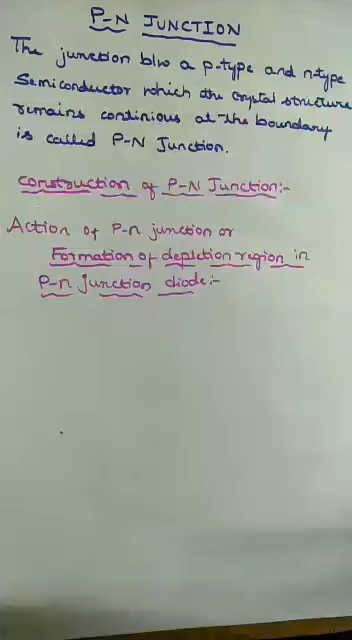 P-N JUNCTION
The junction b/w a p-type and n-type
Semiconductor which the crystal structure
remains continious at the boundary
is called P-N Junction.
construction of P-N Junction:-
Action of P-n junction or
Formation of depletion region in
P-n junction diode:-